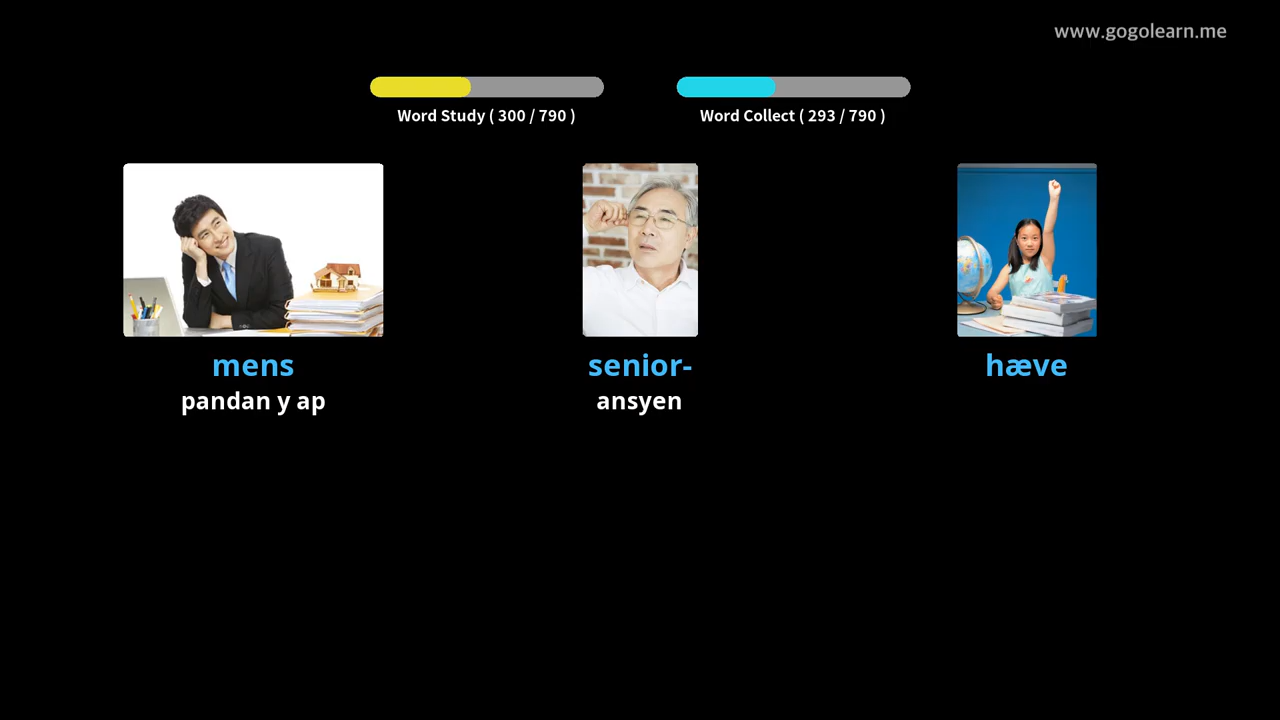 www.gogolearn.me
Word Study ( 300 / 790 )
Word Collect ( 293 / 790 )
mens
pandan y ap
senior-
ansyen
hæve